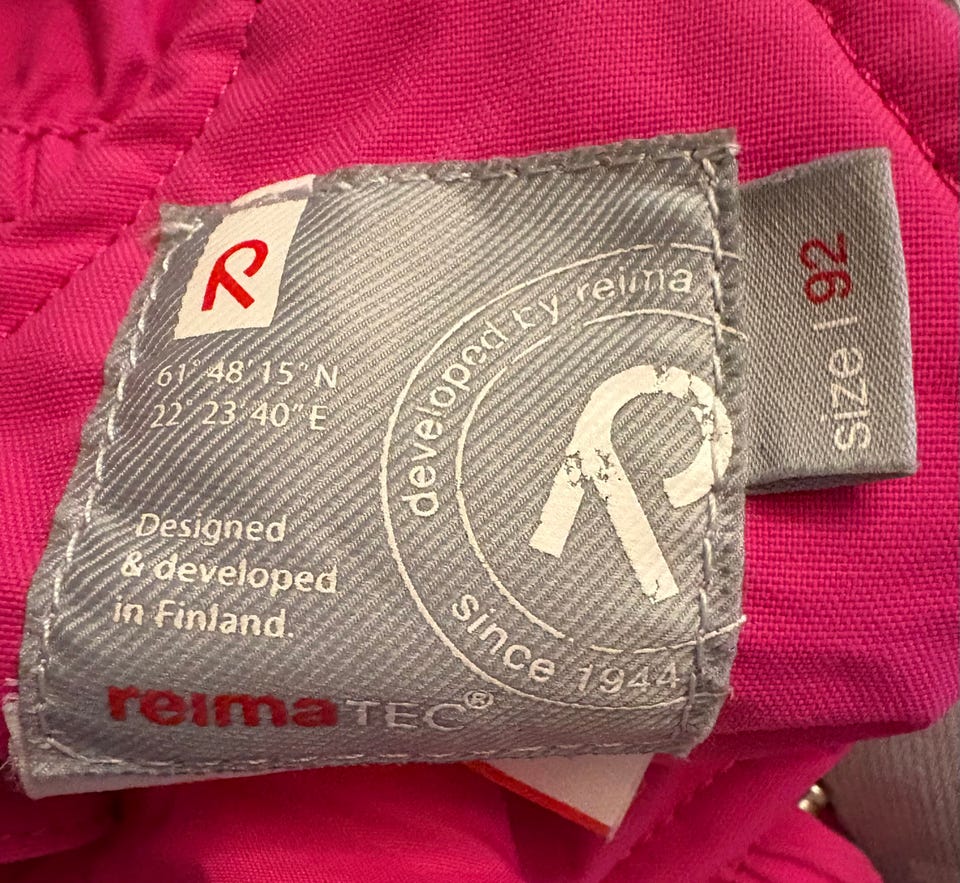 61° 48' 15" N
22° 23' 40" E
Designed
& developed
in Finland.
reimaTEC®
developed by reima
since 1944
size | 92